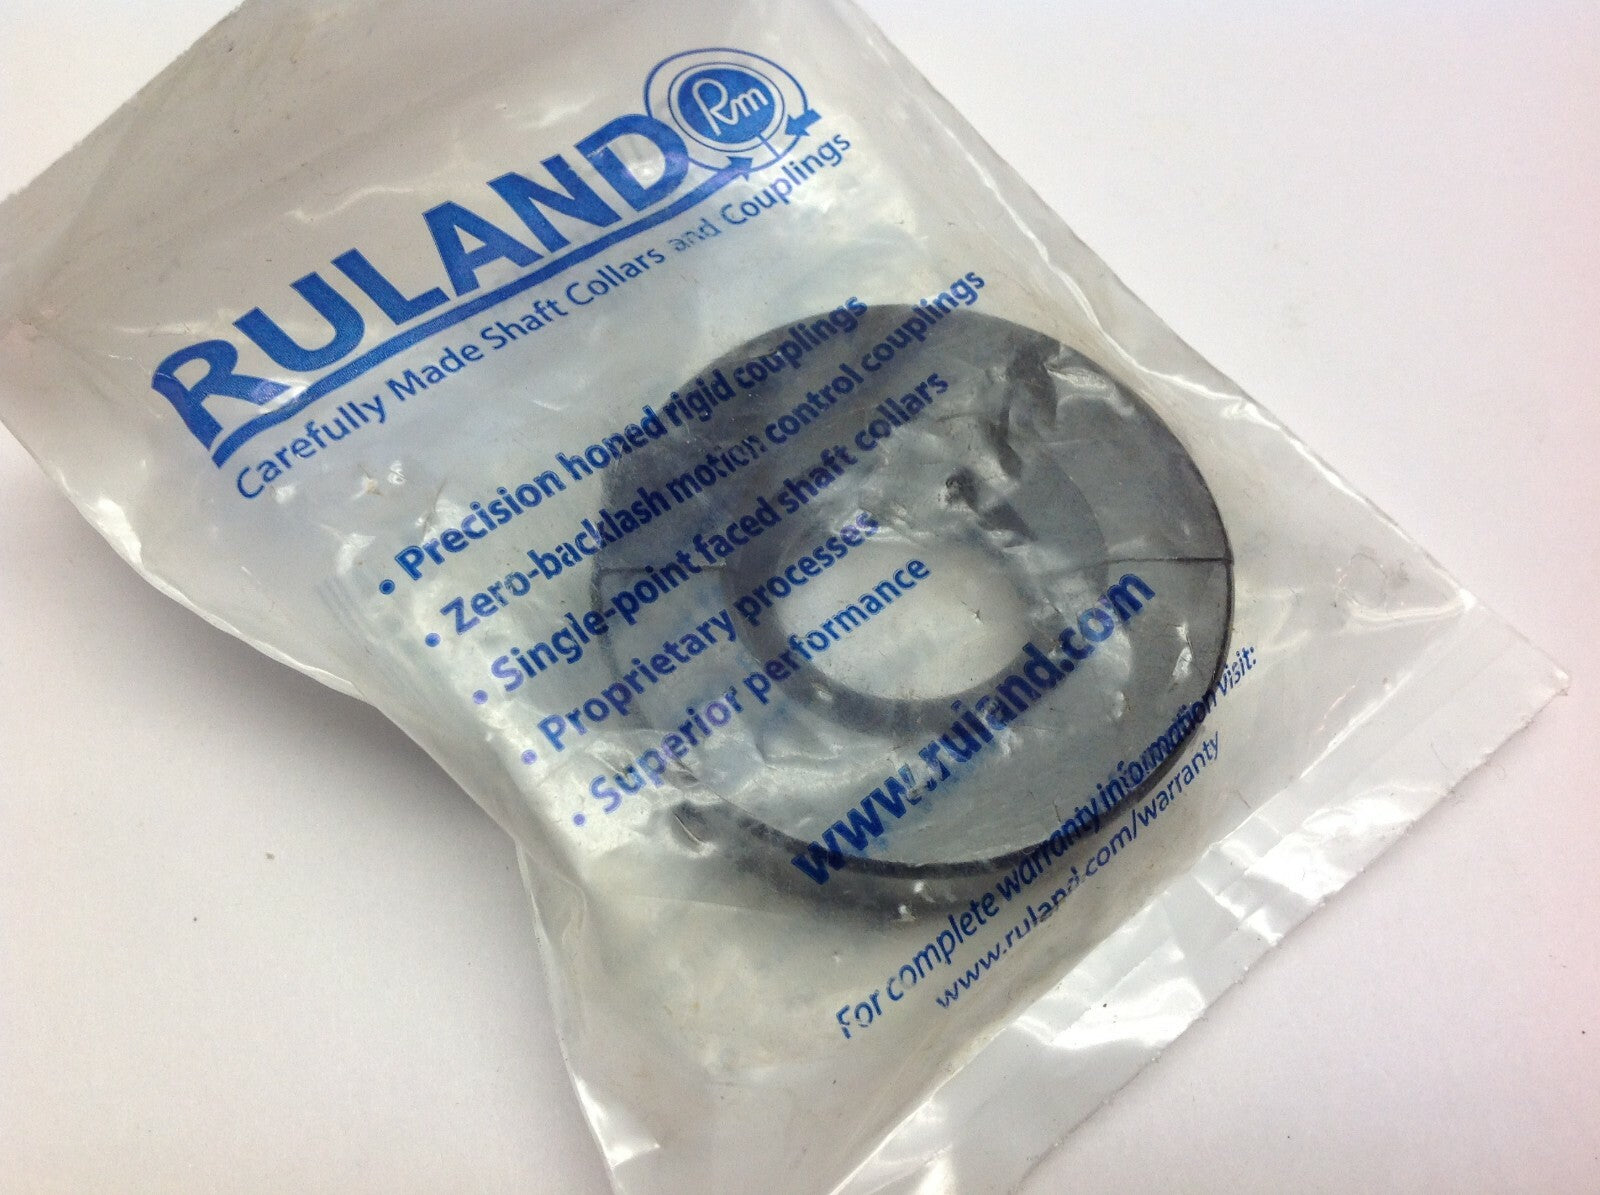 Rm
RULAND
Carefully Made Shaft Collars and Couplings
• Precision honed rigid couplings
• Zero-backlash motion control couplings
• Single-point faced shaft collars
• Proprietary processes
• Superior performance
www.ruland.com
For complete warranty information visit:
www.ruland.com/warranty